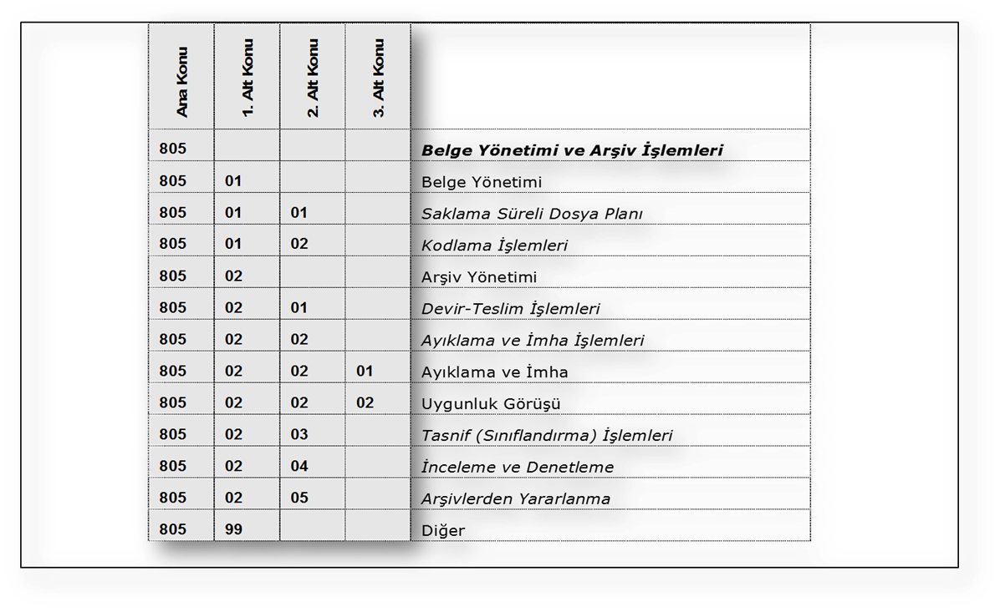 Ana Konu 1. Alt Konu 2. Alt Konu 3. Alt Konu
805 Belge Yönetimi ve Arşiv İşlemleri
805 01 Belge Yönetimi
805 01 01 Saklama Süreli Dosya Planı
805 01 02 Kodlama İşlemleri
805 02 Arşiv Yönetimi
805 02 01 Devir-Teslim İşlemleri
805 02 02 Ayıklama ve İmha İşlemleri
805 02 02 01 Ayıklama ve İmha
805 02 02 02 Uygunluk Görüşü
805 02 03 Tasnif (Sınıflandırma) İşlemleri
805 02 04 İnceleme ve Denetleme
805 02 05 Arşivlerden Yararlanma
805 99 Diğer